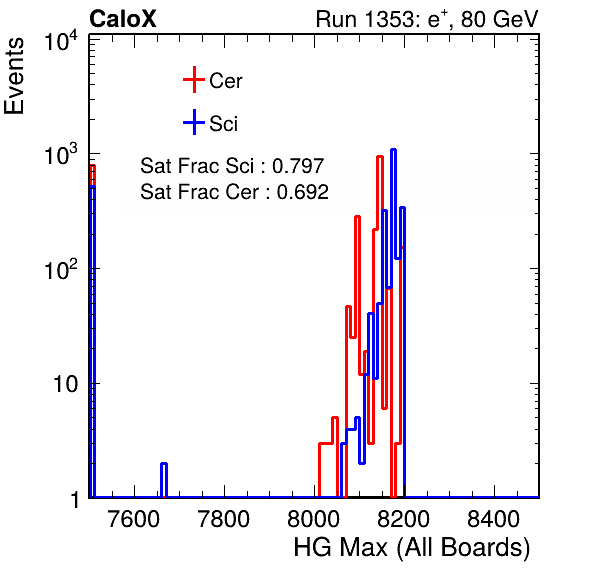 CaloX Run 1353: e⁺, 80 GeV
Events
10⁴
10³
10²
10
1
Cer
Sci
Sat Frac Sci : 0.797
Sat Frac Cer : 0.692
7600 7800 8000 8200 8400
HG Max (All Boards)